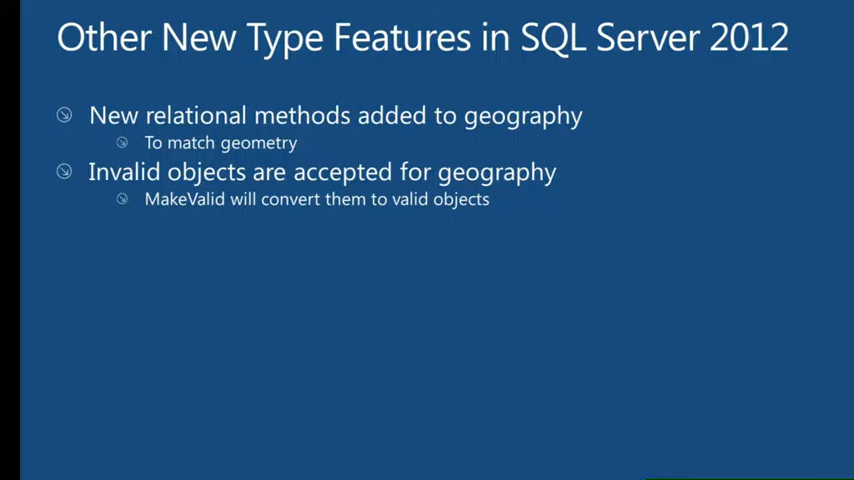 Other New Type Features in SQL Server 2012
New relational methods added to geography
To match geometry
Invalid objects are accepted for geography
MakeValid will convert them to valid objects